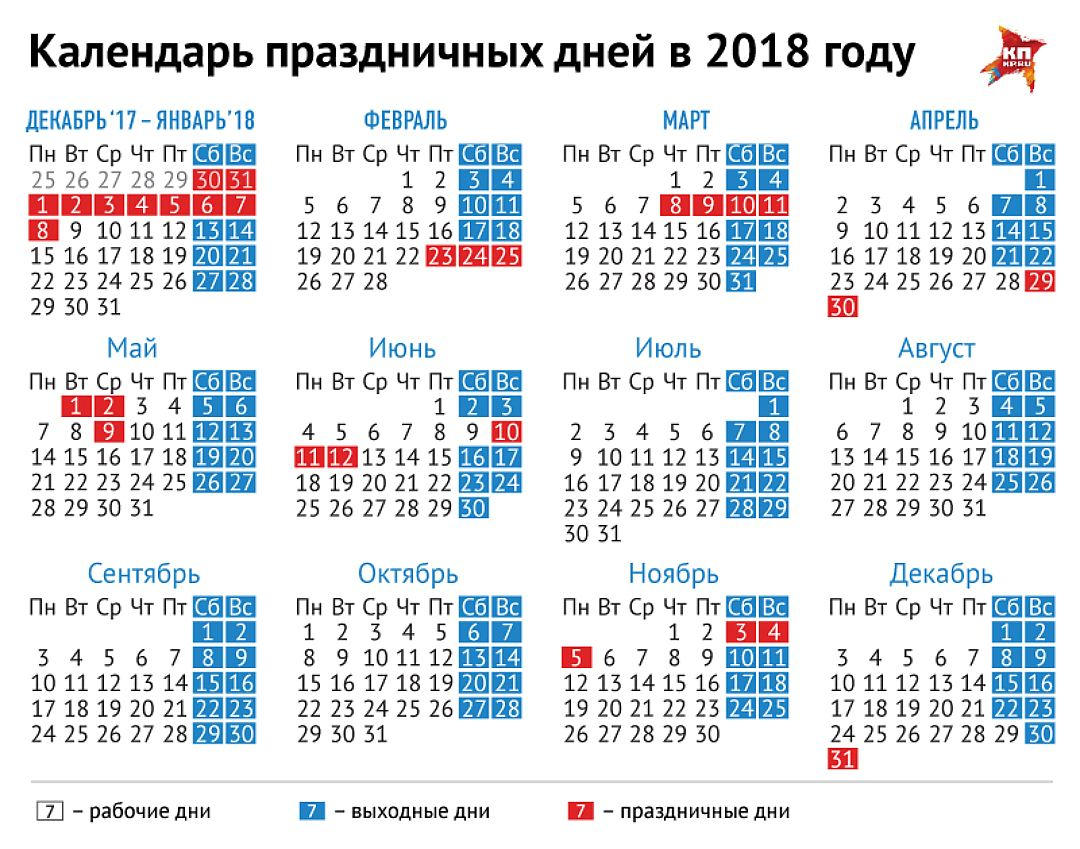 Календарь праздничных дней в 2018 году
КП
KP.RU
ДЕКАБРЬ '17 – ЯНВАРЬ '18 ФЕВРАЛЬ МАРТ АПРЕЛЬ
Пн Вт Ср Чт Пт Сб Вс Пн Вт Ср Чт Пт Сб Вс Пн Вт Ср Чт Пт Сб Вс Пн Вт Ср Чт Пт Сб Вс
25 26 27 28 29 30 31 1 2 3 4 1 2 3 4 1
1 2 3 4 5 6 7 5 6 7 8 9 10 11 5 6 7 8 9 10 11 2 3 4 5 6 7 8
8 9 10 11 12 13 14 12 13 14 15 16 17 18 12 13 14 15 16 17 18 9 10 11 12 13 14 15
15 16 17 18 19 20 21 19 20 21 22 23 24 25 19 20 21 22 23 24 25 16 17 18 19 20 21 22
22 23 24 25 26 27 28 26 27 28 26 27 28 29 30 31 23 24 25 26 27 28 29
29 30 31 30
Май Июнь Июль Август
Пн Вт Ср Чт Пт Сб Вс Пн Вт Ср Чт Пт Сб Вс Пн Вт Ср Чт Пт Сб Вс Пн Вт Ср Чт Пт Сб Вс
1 2 3 4 5 6 1 2 3 1 1 2 3 4 5
7 8 9 10 11 12 13 4 5 6 7 8 9 10 2 3 4 5 6 7 8 6 7 8 9 10 11 12
14 15 16 17 18 19 20 11 12 13 14 15 16 17 9 10 11 12 13 14 15 13 14 15 16 17 18 19
21 22 23 24 25 26 27 18 19 20 21 22 23 24 16 17 18 19 20 21 22 20 21 22 23 24 25 26
28 29 30 31 25 26 27 28 29 30 23 24 25 26 27 28 29 27 28 29 30 31
30 31
Сентябрь Октябрь Ноябрь Декабрь
Пн Вт Ср Чт Пт Сб Вс Пн Вт Ср Чт Пт Сб Вс Пн Вт Ср Чт Пт Сб Вс Пн Вт Ср Чт Пт Сб Вс
1 2 1 2 3 4 5 6 7 1 2 3 4 1 2
3 4 5 6 7 8 9 8 9 10 11 12 13 14 5 6 7 8 9 10 11 3 4 5 6 7 8 9
10 11 12 13 14 15 16 15 16 17 18 19 20 21 12 13 14 15 16 17 18 10 11 12 13 14 15 16
17 18 19 20 21 22 23 22 23 24 25 26 27 28 19 20 21 22 23 24 25 17 18 19 20 21 22 23
24 25 26 27 28 29 30 29 30 31 26 27 28 29 30 24 25 26 27 28 29 30
31
7 – рабочие дни 7 – выходные дни 7 – праздничные дни